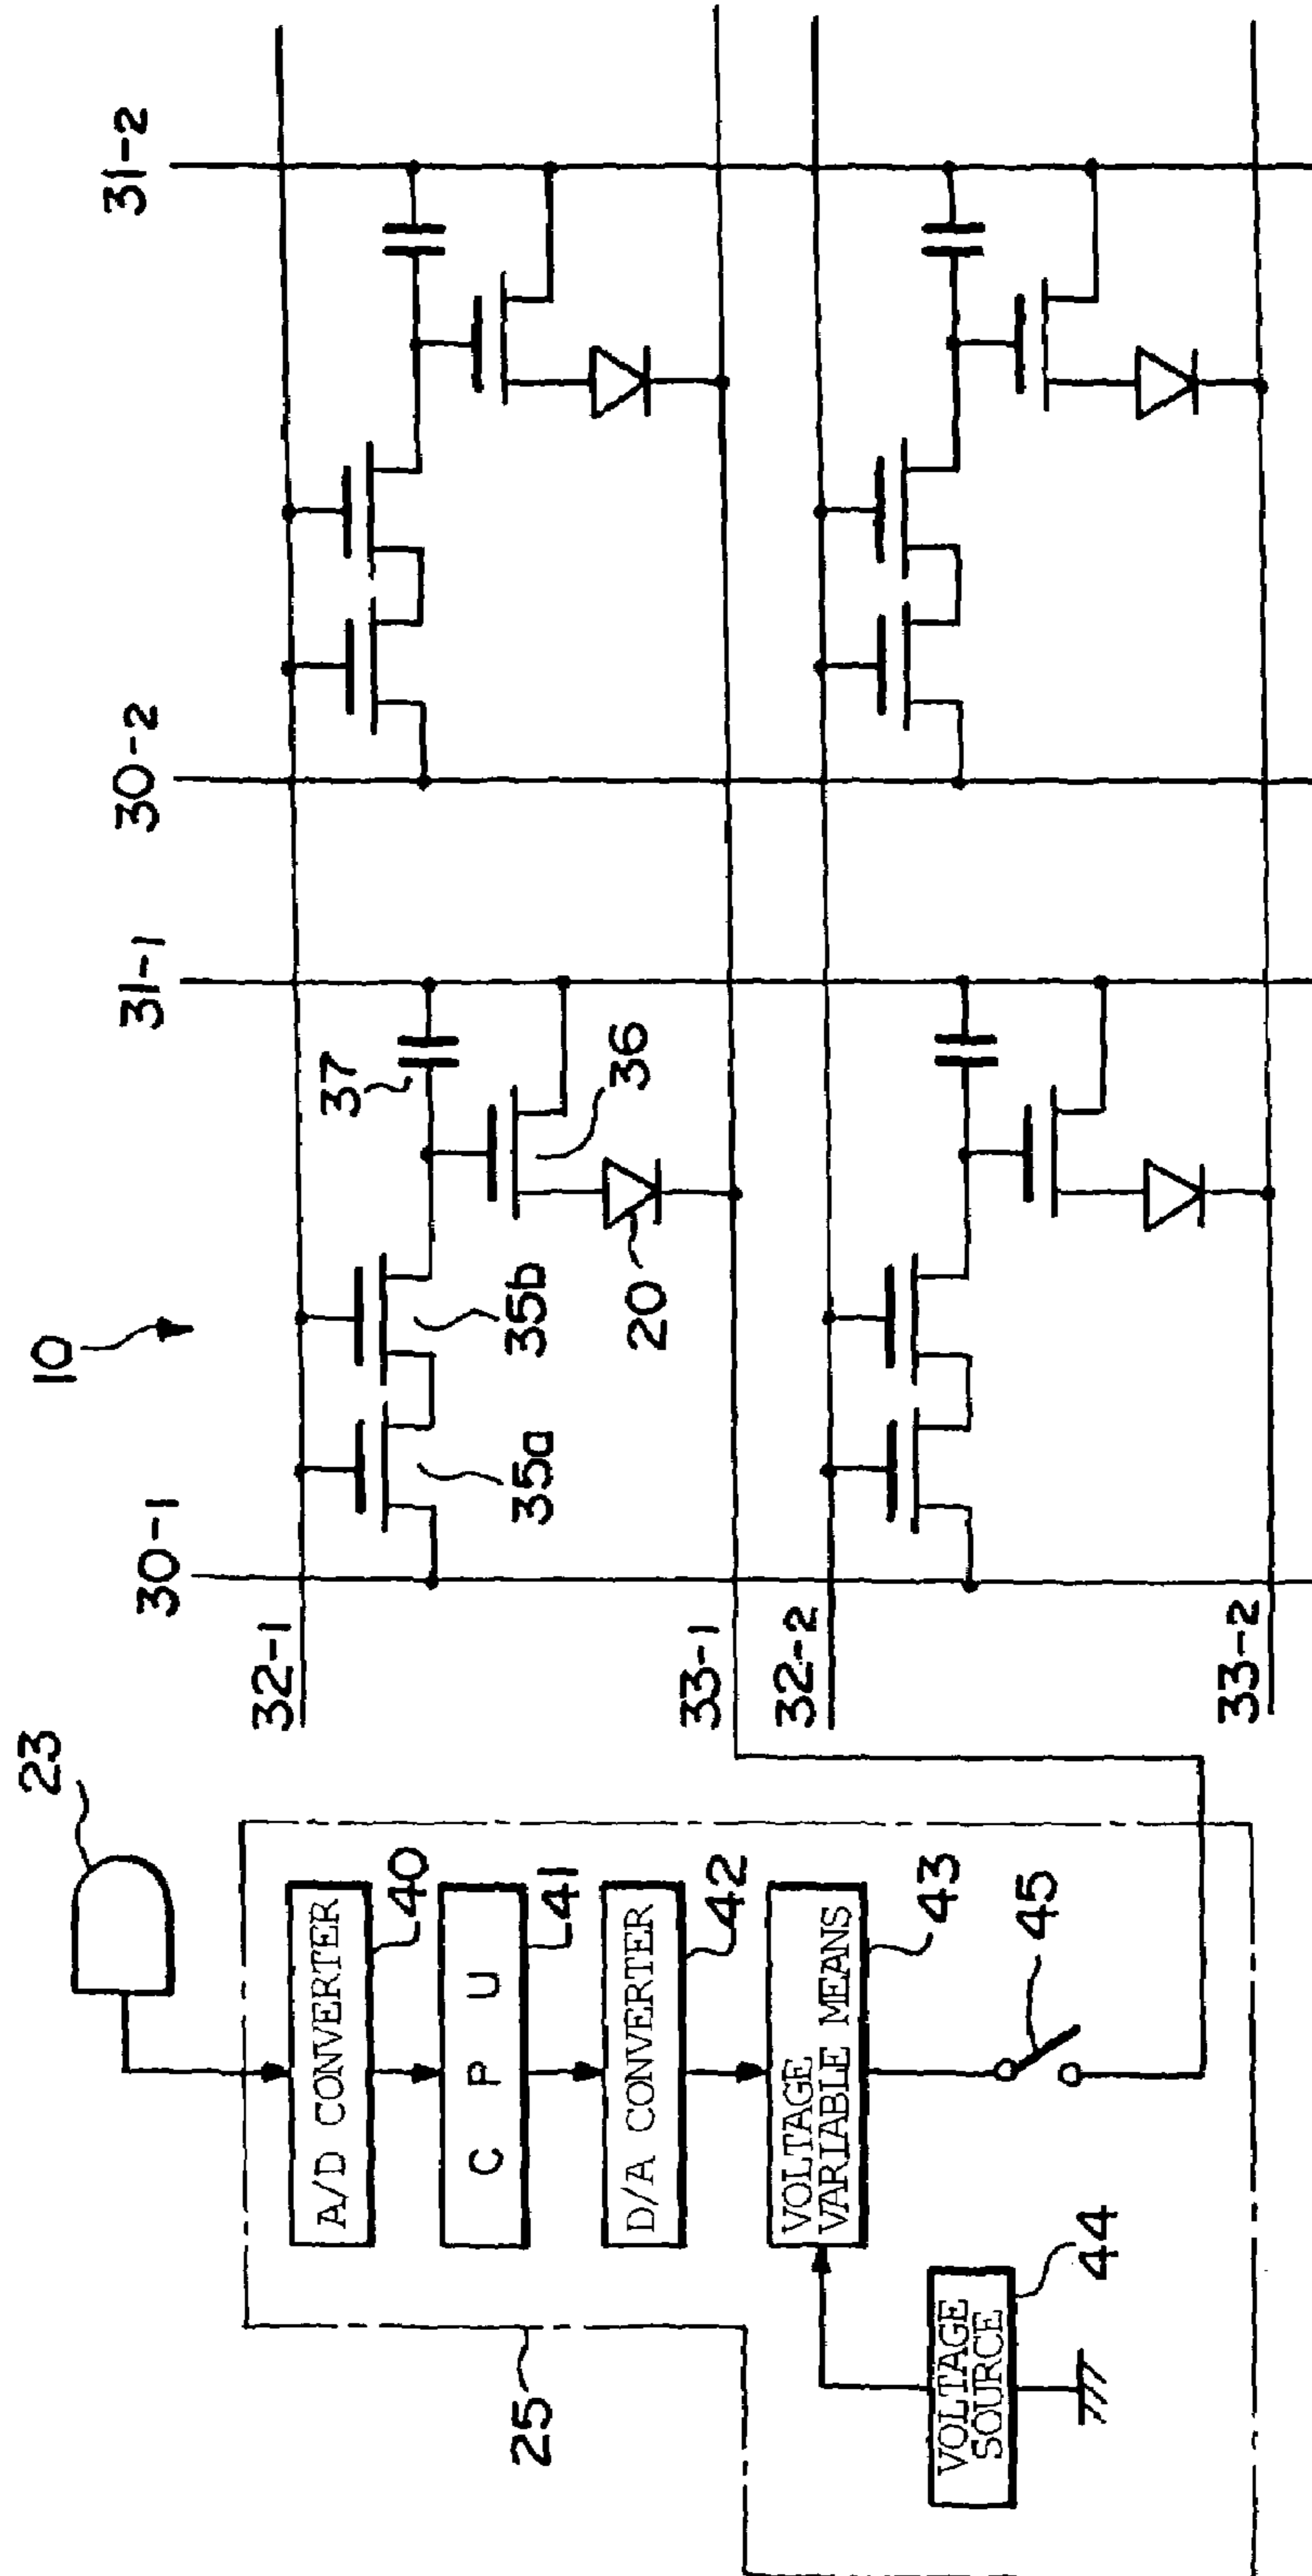 10
23
30-1
31-1
30-2
31-2
32-1
35a
35b
37
36
20
33-1
32-2
33-2
25
A/D CONVERTER
40
C P U
41
D/A CONVERTER
42
VOLTAGE
VARIABLE MEANS
43
VOLTAGE
SOURCE
44
45